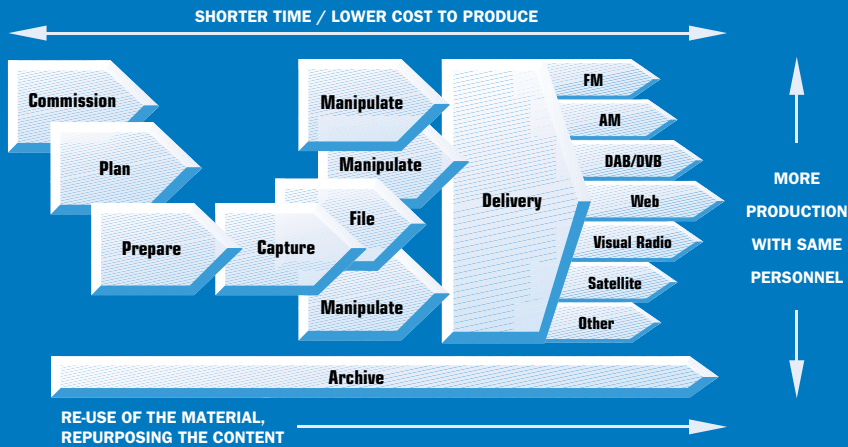 SHORTER TIME / LOWER COST TO PRODUCE
Commission
Plan
Prepare
Capture
Manipulate
Manipulate
File
Manipulate
Delivery
FM
AM
DAB/DVB
Web
Visual Radio
Satellite
Other
MORE
PRODUCTION
WITH SAME
PERSONNEL
Archive
RE-USE OF THE MATERIAL,
REPURPOSING THE CONTENT